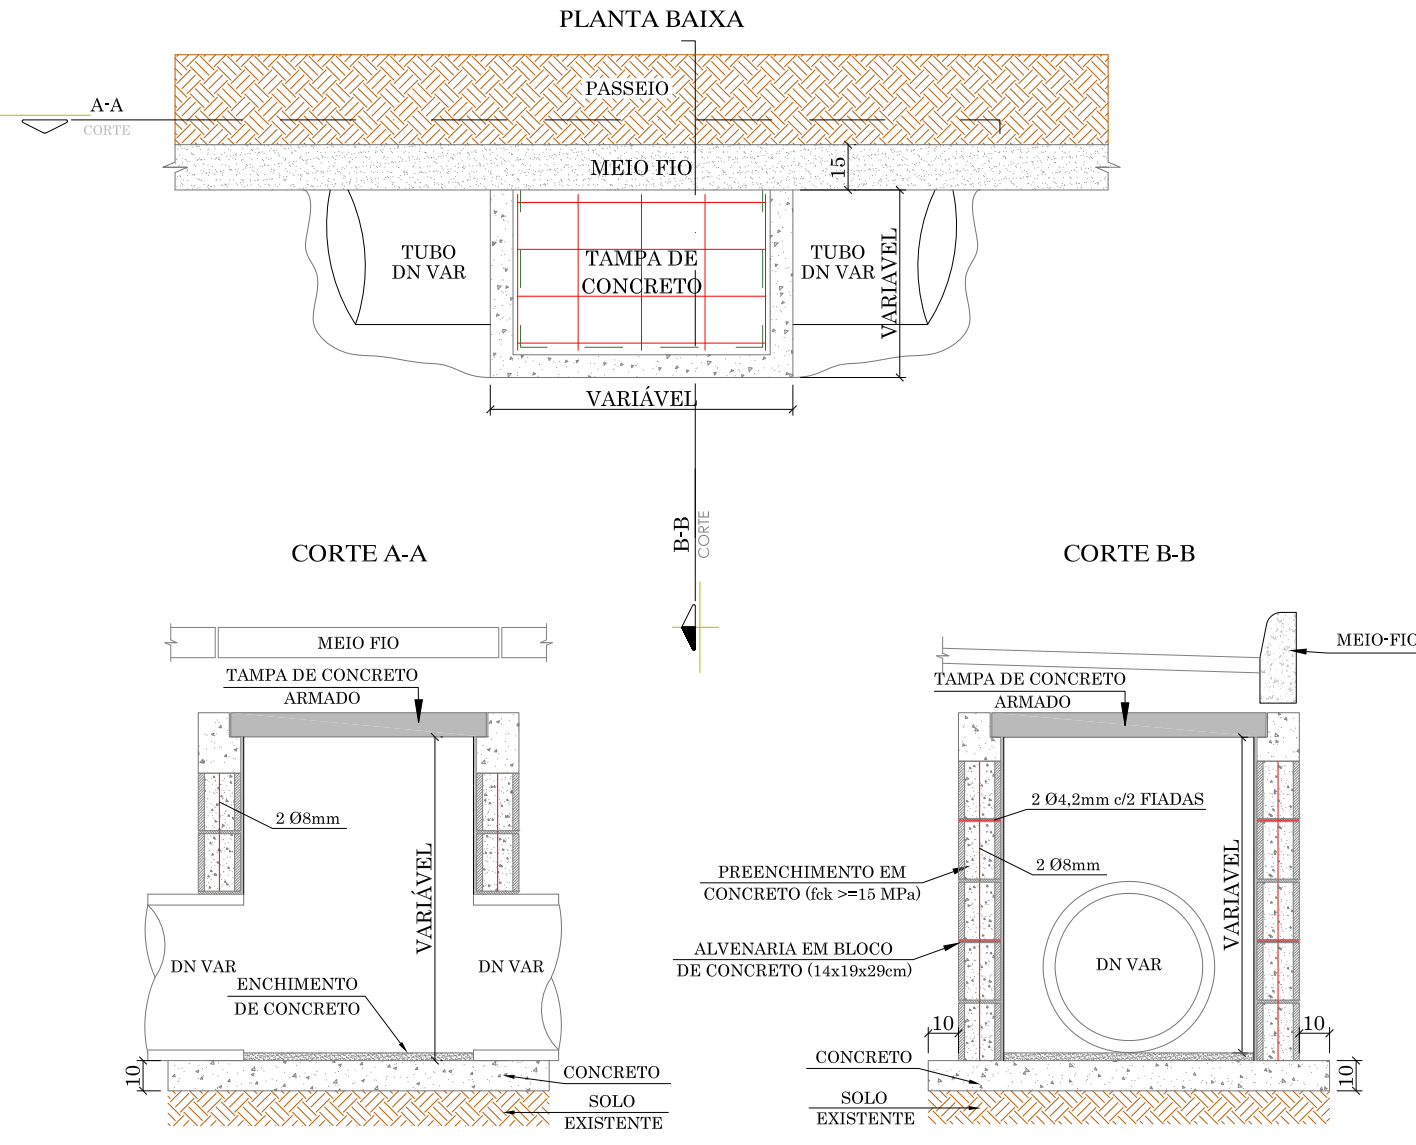 PLANTA BAIXA
PASSEIO
A-A
CORTE
MEIO FIO
15
TUBO
DN VAR
TAMPA DE
CONCRETO
TUBO
DN VAR
VARIAVEL
VARIÁVEL
B-B
CORTE
CORTE A-A
MEIO FIO
TAMPA DE CONCRETO
ARMADO
2 Ø8mm
VARIÁVEL
DN VAR
DN VAR
ENCHIMENTO
DE CONCRETO
10
CONCRETO
SOLO
EXISTENTE
CORTE B-B
MEIO-FIO
TAMPA DE CONCRETO
ARMADO
2 Ø4,2mm c/2 FIADAS
2 Ø8mm
PREENCHIMENTO EM
CONCRETO (fck >=15 MPa)
VARIAVEL
ALVENARIA EM BLOCO
DE CONCRETO (14x19x29cm)
DN VAR
10
10
CONCRETO
10
SOLO
EXISTENTE